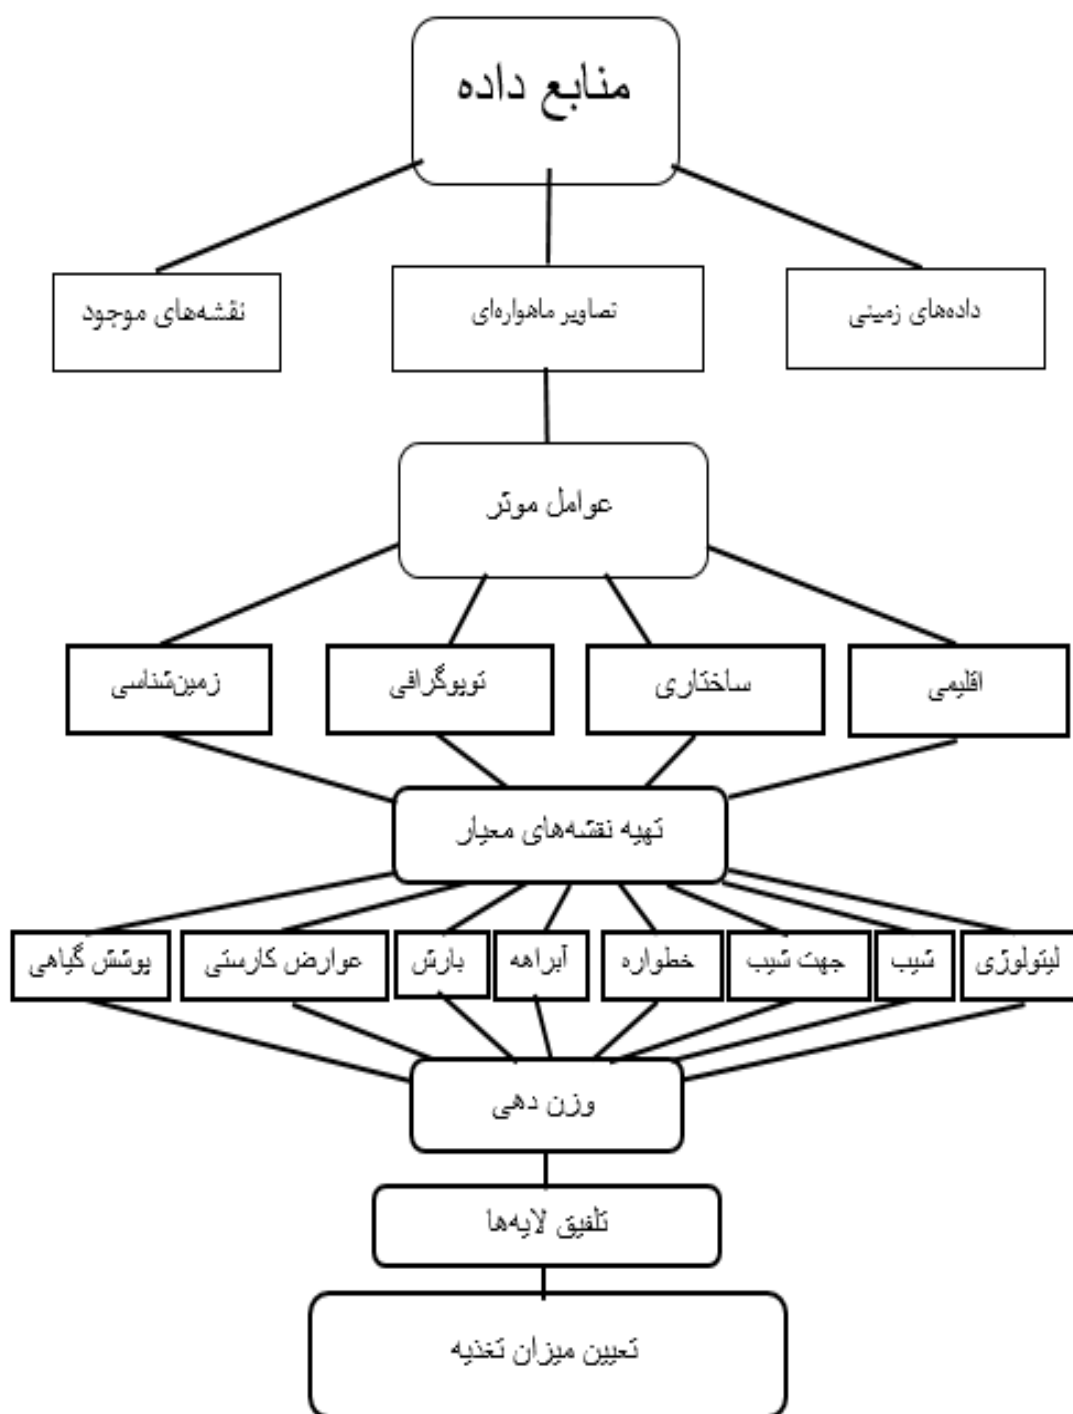 منابع داده
داده‌های زمینی
تصاویر ماهواره‌ای
نقشه‌های موجود
عوامل موثر
اقلیمی
ساختاری
توپوگرافی
زمین‌شناسی
تهیه نقشه‌های معیار
لیتولوژی
شیب
جهت شیب
خطواره
آبراهه
بارش
عوارض کارستی
پوشش گیاهی
وزن دهی
تلفیق لایه‌ها
تعیین میزان تغذیه